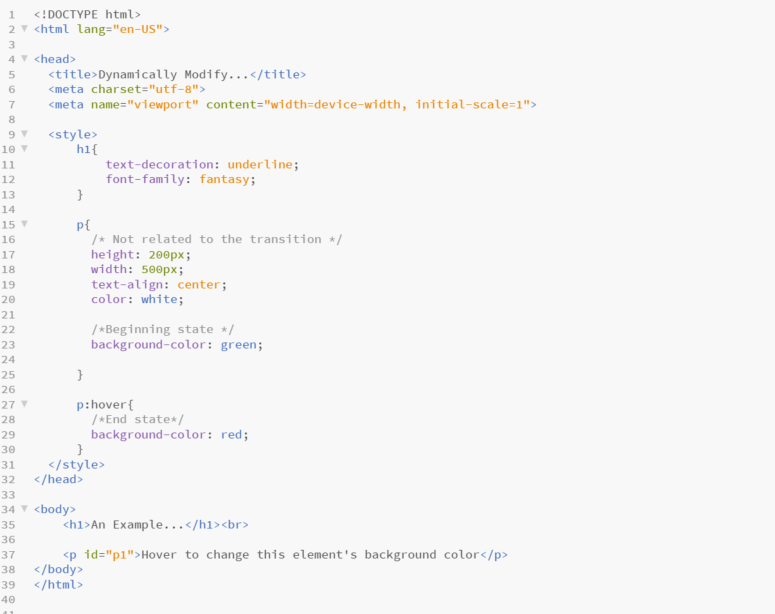 1 <!DOCTYPE html>
2 <html lang="en-US">
3
4 <head>
5 <title>Dynamically Modify...</title>
6 <meta charset="utf-8">
7 <meta name="viewport" content="width=device-width, initial-scale=1">
8
9 <style>
10 h1{
11 text-decoration: underline;
12 font-family: fantasy;
13 }
14
15 p{
16 /* Not related to the transition */
17 height: 200px;
18 width: 500px;
19 text-align: center;
20 color: white;
21
22 /*Beginning state */
23 background-color: green;
24
25 }
26
27 p:hover{
28 /*End state*/
29 background-color: red;
30 }
31 </style>
32 </head>
33
34 <body>
35 <h1>An Example...</h1><br>
36
37 <p id="p1">Hover to change this element's background color</p>
38 </body>
39 </html>
40